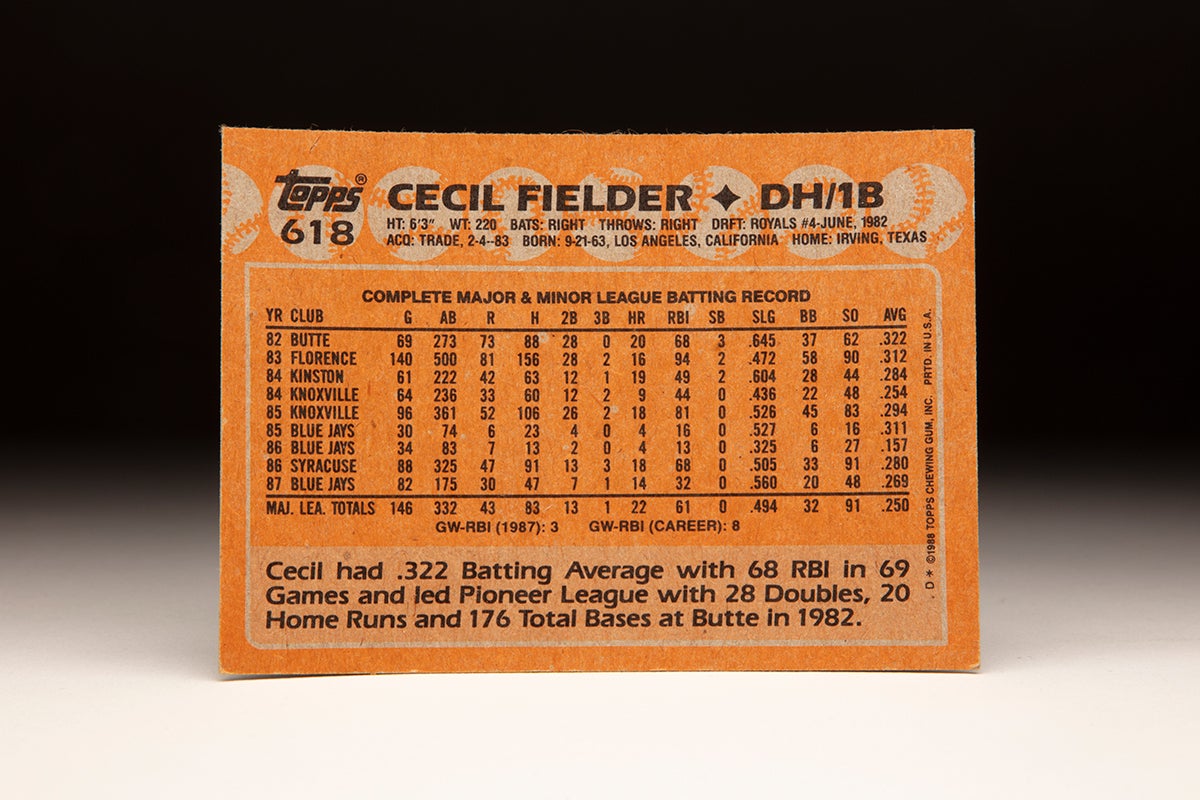 topps® CECIL FIELDER ✦ DH/1B
618 HT: 6'3" WT: 220 BATS: RIGHT THROWS: RIGHT DRFT: ROYALS #4-JUNE, 1982
ACQ: TRADE, 2-4--83 BORN: 9-21-63, LOS ANGELES, CALIFORNIA HOME: IRVING, TEXAS
COMPLETE MAJOR & MINOR LEAGUE BATTING RECORD
YR CLUB G AB R H 2B 3B HR RBI SB SLG BB SO AVG
82 BUTTE 69 273 73 88 28 0 20 68 3 .645 37 62 .322
83 FLORENCE 140 500 81 156 28 2 16 94 2 .472 58 90 .312
84 KINSTON 61 222 42 63 12 1 19 49 2 .604 28 44 .284
84 KNOXVILLE 64 236 33 60 12 2 9 44 0 .436 22 48 .254
85 KNOXVILLE 96 361 52 106 26 2 18 81 0 .526 45 83 .294
85 BLUE JAYS 30 74 6 23 4 0 4 16 0 .527 6 16 .311
86 BLUE JAYS 34 83 7 13 2 0 4 13 0 .325 6 27 .157
86 SYRACUSE 88 325 47 91 13 3 18 68 0 .505 33 91 .280
87 BLUE JAYS 82 175 30 47 7 1 14 32 0 .560 20 48 .269
MAJ. LEA. TOTALS 146 332 43 83 13 1 22 61 0 .494 32 91 .250
GW-RBI (1987): 3 GW-RBI (CAREER): 8
Cecil had .322 Batting Average with 68 RBI in 69
Games and led Pioneer League with 28 Doubles, 20
Home Runs and 176 Total Bases at Butte in 1982.
D* ©1988 TOPPS CHEWING GUM, INC. PRTD. IN U.S.A.